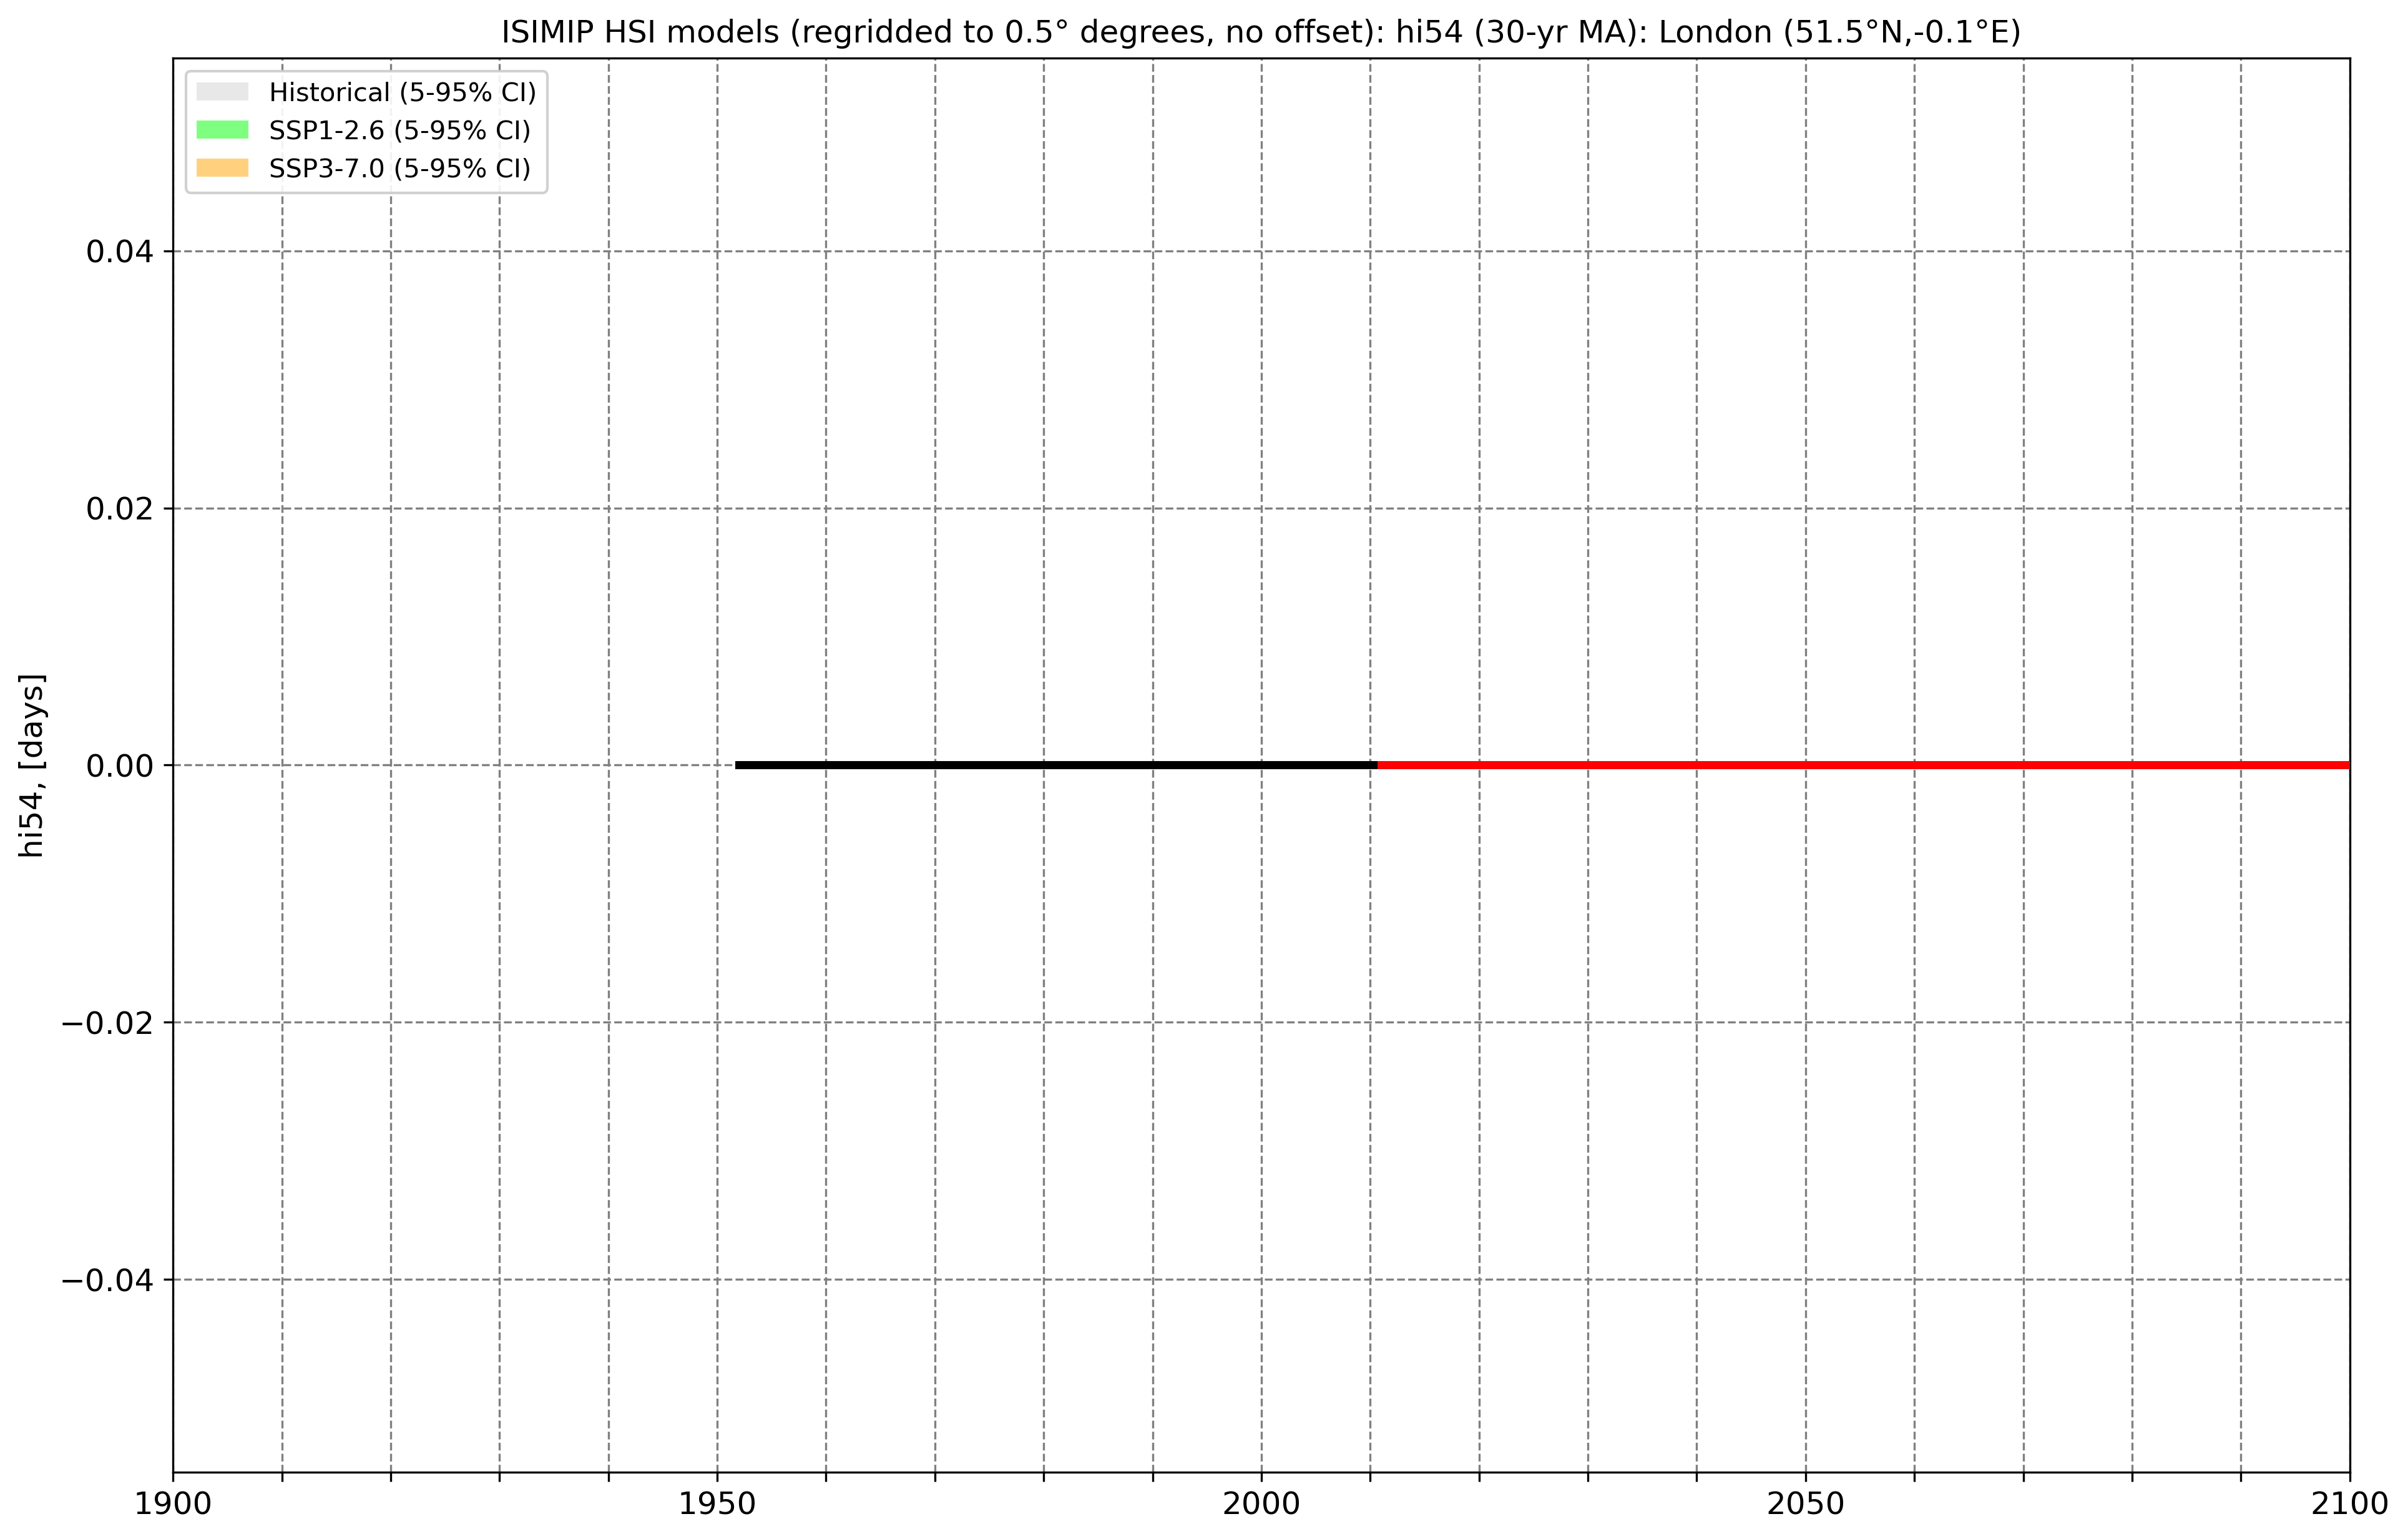 ISIMIP HSI models (regridded to 0.5° degrees, no offset): hi54 (30-yr MA): London (51.5°N,-0.1°E)
Historical (5-95% CI)
SSP1-2.6 (5-95% CI)
SSP3-7.0 (5-95% CI)
0.04
0.02
0.00
−0.02
−0.04
hi54, [days]
1900 1950 2000 2050 2100